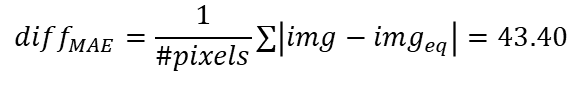 diff_MAE = 1/#pixels ∑|img − img_eq| = 43.40